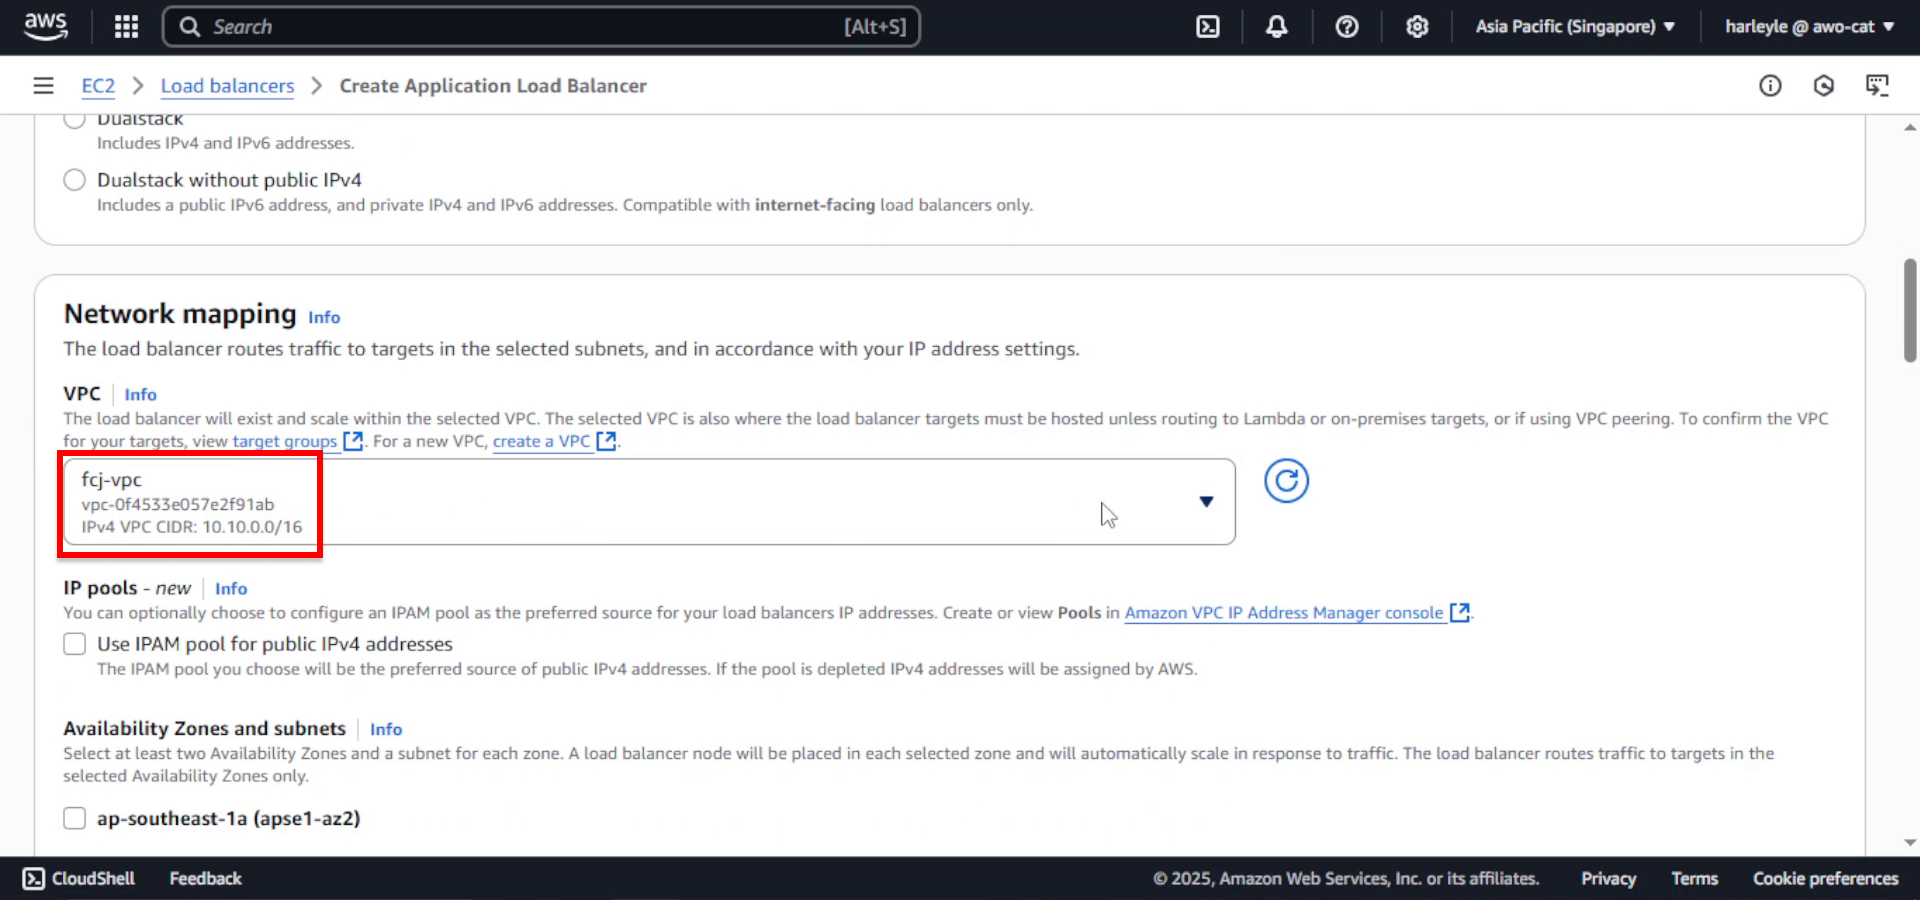 aws
Search
[Alt+S]
Asia Pacific (Singapore)
harleyle @ awo-cat
EC2
Load balancers
Create Application Load Balancer
Dualstack
Includes IPv4 and IPv6 addresses.
Dualstack without public IPv4
Includes a public IPv6 address, and private IPv4 and IPv6 addresses. Compatible with internet-facing load balancers only.
Network mapping Info
The load balancer routes traffic to targets in the selected subnets, and in accordance with your IP address settings.
VPC Info
The load balancer will exist and scale within the selected VPC. The selected VPC is also where the load balancer targets must be hosted unless routing to Lambda or on-premises targets, or if using VPC peering. To confirm the VPC
for your targets, view target groups. For a new VPC, create a VPC.
fcj-vpc
vpc-0f4533e057e2f91ab
IPv4 VPC CIDR: 10.10.0.0/16
IP pools - new Info
You can optionally choose to configure an IPAM pool as the preferred source for your load balancers IP addresses. Create or view Pools in Amazon VPC IP Address Manager console.
Use IPAM pool for public IPv4 addresses
The IPAM pool you choose will be the preferred source of public IPv4 addresses. If the pool is depleted IPv4 addresses will be assigned by AWS.
Availability Zones and subnets Info
Select at least two Availability Zones and a subnet for each zone. A load balancer node will be placed in each selected zone and will automatically scale in response to traffic. The load balancer routes traffic to targets in the
selected Availability Zones only.
ap-southeast-1a (apse1-az2)
CloudShell
Feedback
© 2025, Amazon Web Services, Inc. or its affiliates.
Privacy
Terms
Cookie preferences